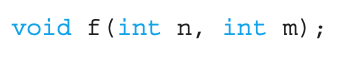 void f(int n, int m);